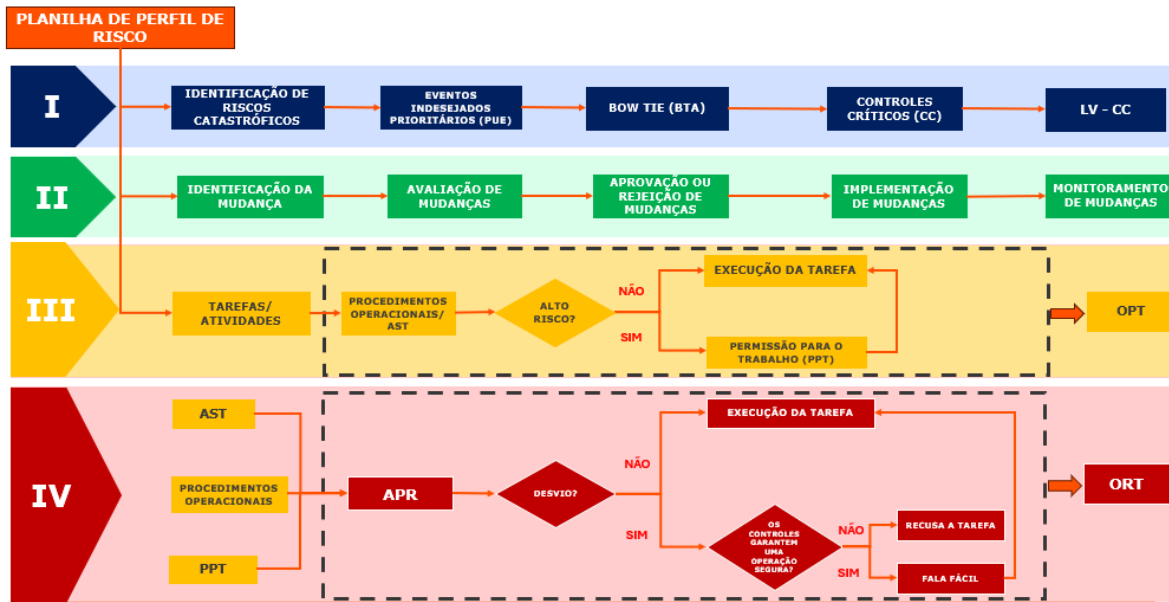 PLANILHA DE PERFIL DE
RISCO
I
IDENTIFICAÇÃO DE
RISCOS
CATASTRÓFICOS
EVENTOS
INDESEJADOS
PRIORITÁRIOS (PUE)
BOW TIE (BTA)
CONTROLES
CRÍTICOS (CC)
LV - CC
II
IDENTIFICAÇÃO DA
MUDANÇA
AVALIAÇÃO DE
MUDANÇAS
APROVAÇÃO OU
REJEIÇÃO DE
MUDANÇAS
IMPLEMENTAÇÃO
DE MUDANÇAS
MONITORAMENTO
DE MUDANÇAS
III
TAREFAS/
ATIVIDADES
PROCEDIMENTOS
OPERACIONAIS/
AST
ALTO
RISCO?
NÃO
SIM
EXECUÇÃO DA TAREFA
PERMISSÃO PARA O
TRABALHO (PPT)
OPT
IV
AST
PROCEDIMENTOS
OPERACIONAIS
PPT
APR
DESVIO?
NÃO
SIM
EXECUÇÃO DA TAREFA
OS
CONTROLES
GARANTEM
UMA
OPERAÇÃO
SEGURA?
NÃO
SIM
RECUSA A TAREFA
FALA FÁCIL
ORT